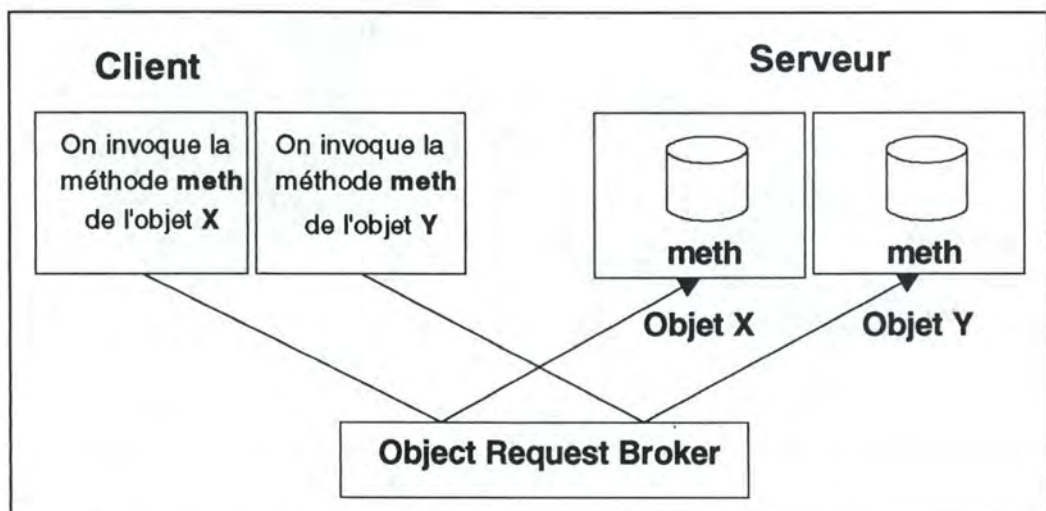 Client
Serveur
On invoque la
méthode meth
de l'objet X
On invoque la
méthode meth
de l'objet Y
meth
meth
Objet X
Objet Y
Object Request Broker